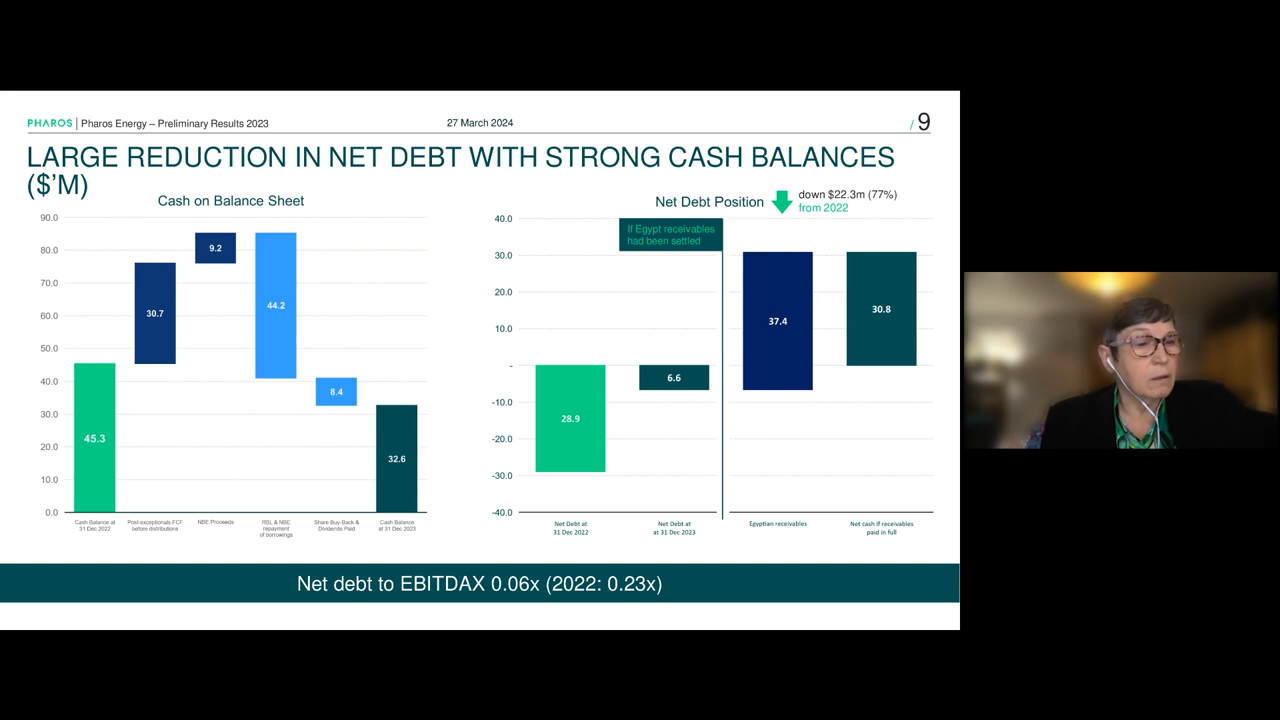 PHAROS | Pharos Energy – Preliminary Results 2023
27 March 2024
/ 9
LARGE REDUCTION IN NET DEBT WITH STRONG CASH BALANCES
($'M)
Cash on Balance Sheet
90.0
80.0
70.0
60.0
50.0
40.0
30.0
20.0
10.0
0.0
45.3
30.7
9.2
44.2
8.4
32.6
Cash Balance at
31 Dec 2022
Post-exceptionals FCF
before distributions
NBE Proceeds
RBL & NBE
repayment
of borrowings
Share Buy-Back &
Dividends Paid
Cash Balance
at 31 Dec 2023
Net Debt Position
down $22.3m (77%)
from 2022
If Egypt receivables
had been settled
40.0
30.0
20.0
10.0
-
-10.0
-20.0
-30.0
-40.0
28.9
6.6
37.4
30.8
Net Debt at
31 Dec 2022
Net Debt at
at 31 Dec 2023
Egyptian receivables
Net cash if receivables
paid in full
Net debt to EBITDAX 0.06x (2022: 0.23x)